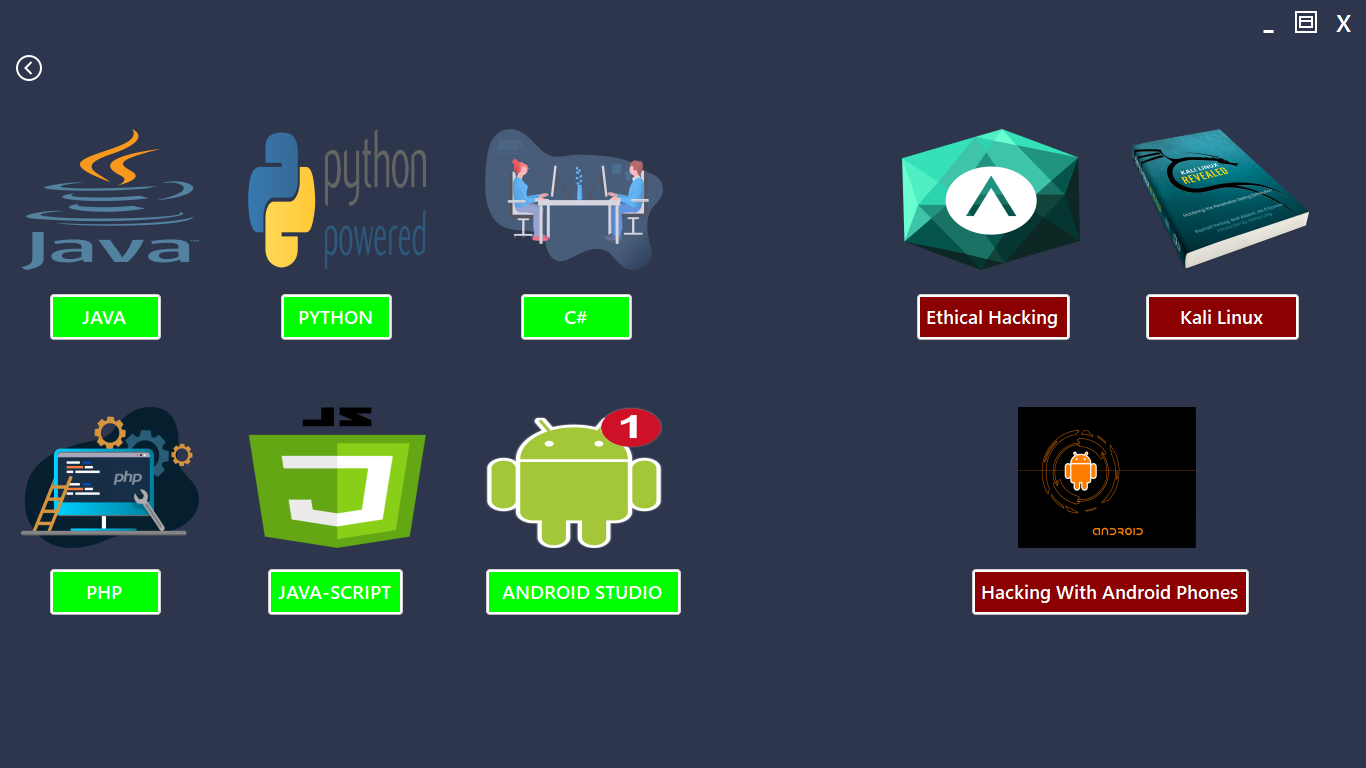 X
Java™
python
powered
KALI LINUX
REVEALED
JAVA
PYTHON
C#
Ethical Hacking
Kali Linux
php
JS
1
ANDROID
PHP
JAVA-SCRIPT
ANDROID STUDIO
Hacking With Android Phones